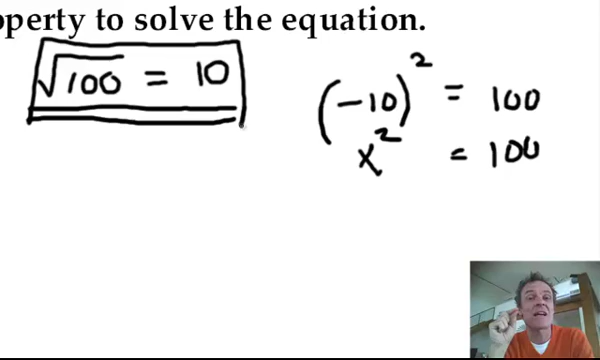 operty to solve the equation.
√100 = 10
(-10)² = 100
x² = 100